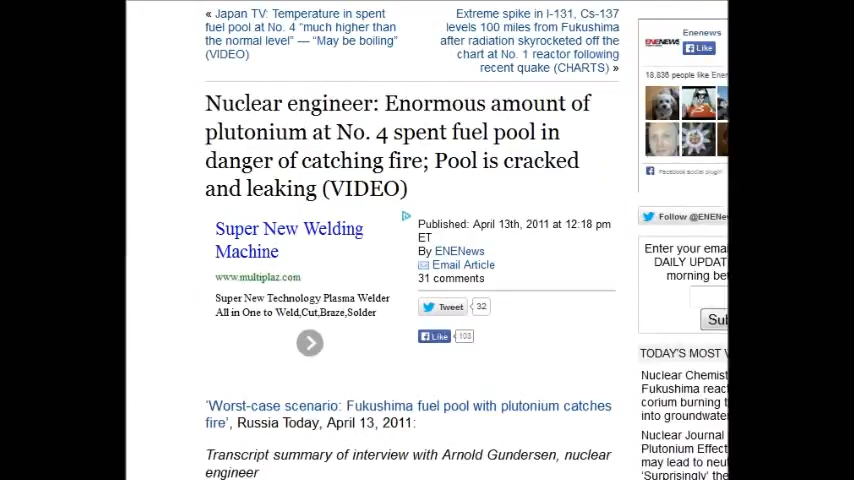 « Japan TV: Temperature in spent
fuel pool at No. 4 “much higher than
the normal level” — “May be boiling”
(VIDEO)
Extreme spike in I-131, Cs-137
levels 100 miles from Fukushima
after radiation skyrocketed off the
chart at No. 1 reactor following
recent quake (CHARTS) »
Nuclear engineer: Enormous amount of
plutonium at No. 4 spent fuel pool in
danger of catching fire; Pool is cracked
and leaking (VIDEO)
Super New Welding
Machine
www.multiplaz.com
Super New Technology Plasma Welder
All in One to Weld,Cut,Braze,Solder
Published: April 13th, 2011 at 12:18 pm
ET
By ENENews
Email Article
31 comments
Tweet 32
Like 103
‘Worst-case scenario: Fukushima fuel pool with plutonium catches
fire’, Russia Today, April 13, 2011:
Transcript summary of interview with Arnold Gundersen, nuclear
engineer
ENENEWS
Enenews
Like
18,836 people like Ener
Facebook social plugin
Follow @ENENe
Enter your ema
DAILY UPDAT
morning be
Sub
TODAY'S MOST V
Nuclear Chemist
Fukushima reac
corium burning t
into groundwate
Nuclear Journal
Plutonium Effect
may lead to neu
‘Surprisingly’ the